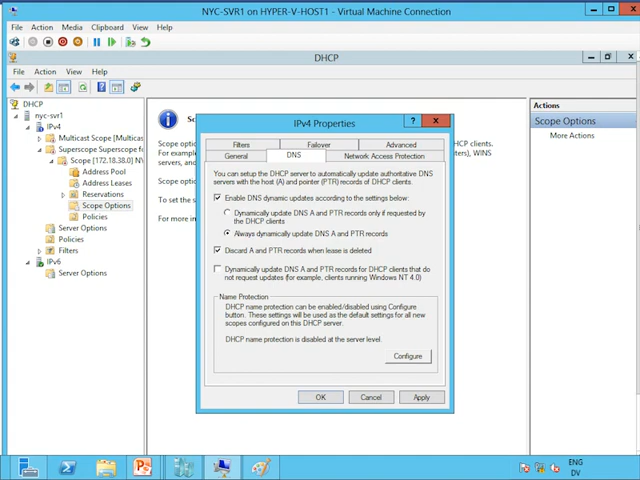 NYC-SVR1 on HYPER-V-HOST1 - Virtual Machine Connection
File Action Media Clipboard View Help
DHCP
File Action View Help
DHCP
nyc-svr1
IPv4
Multicast Scope [Multicas
Superscope Superscope f
Scope [172.18.38.0] N
Address Pool
Address Leases
Reservations
Scope Options
Policies
Server Options
Policies
Filters
IPv6
Server Options
Sc
Scope opti
servers, an
Scope optio
To set the s
For more in
DHCP clients.
ters), WINS
IPv4 Properties
? x
Filters Failover Advanced
General DNS Network Access Protection
You can setup the DHCP server to automatically update authoritative DNS
servers with the host (A) and pointer (PTR) records of DHCP clients.
Enable DNS dynamic updates according to the settings below:
Dynamically update DNS A and PTR records only if requested by
the DHCP clients
Always dynamically update DNS A and PTR records
Discard A and PTR records when lease is deleted
Dynamically update DNS A and PTR records for DHCP clients that do
not request updates (for example, clients running Windows NT 4.0)
Name Protection
DHCP name protection can be enabled/disabled using Configure
button. These settings will be used as the default settings for all new
scopes configured on this DHCP server.
DHCP name protection is disabled at the server level.
Configure
OK Cancel Apply
Actions
Scope Options
More Actions
ENG
DV